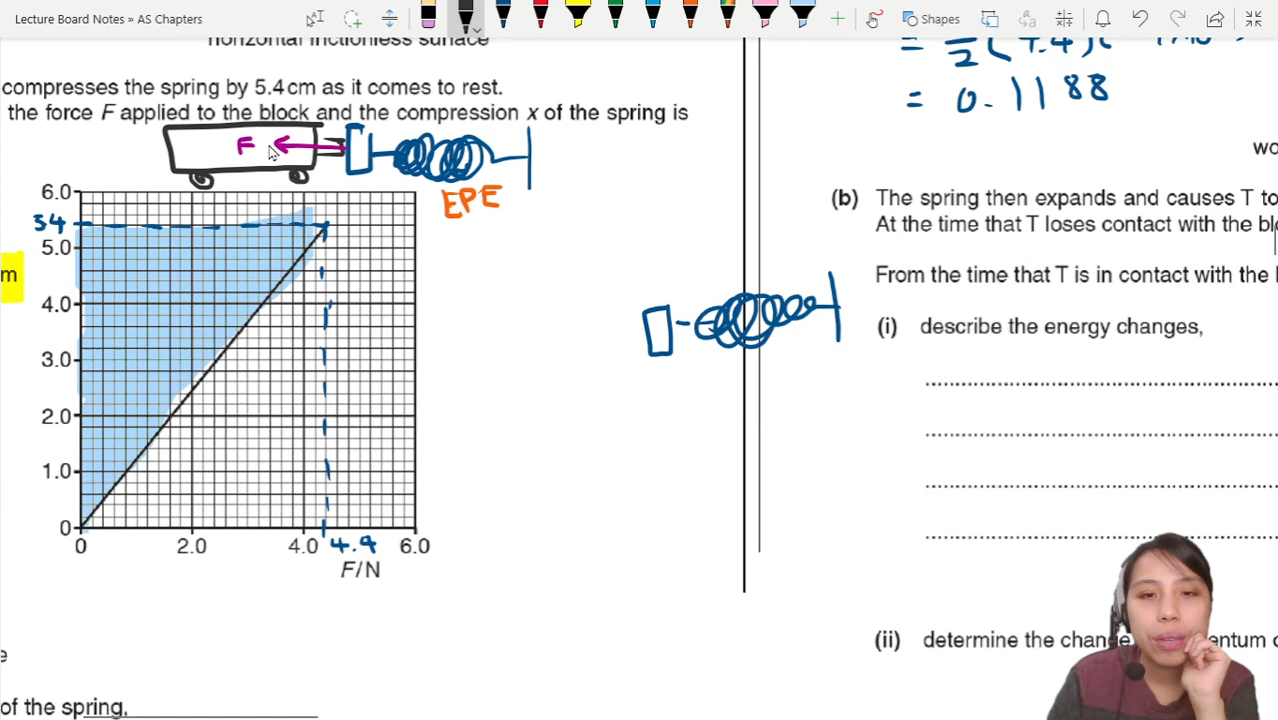 Lecture Board Notes » AS Chapters
Shapes
horizontal frictionless surface
compresses the spring by 5.4 cm as it comes to rest.
the force F applied to the block and the compression x of the spring is
F
EPE
6.0
54
5.0
m
4.0
3.0
2.0
1.0
0
0 2.0 4.0 4.4 6.0
F/N
of the spring.
=
= 0.1188
wo
(b) The spring then expands and causes T to
At the time that T loses contact with the blo
From the time that T is in contact with the
(i) describe the energy changes,
(ii) determine the change
entum